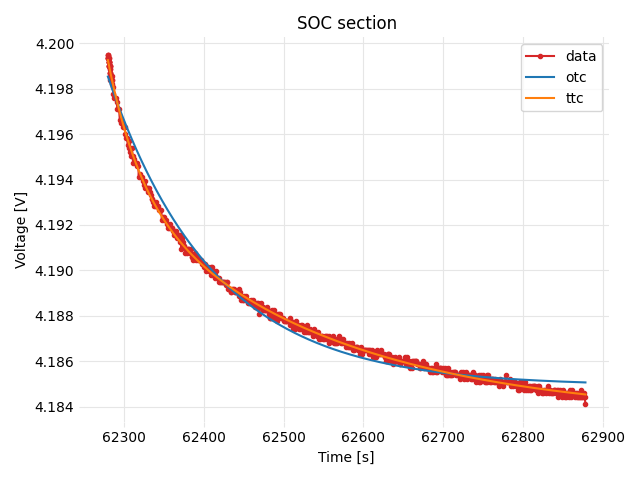 SOC section
4.200
4.198
4.196
4.194
4.192
4.190
4.188
4.186
4.184
Voltage [V]
data
otc
ttc
62300
62400
62500
62600
62700
62800
62900
Time [s]